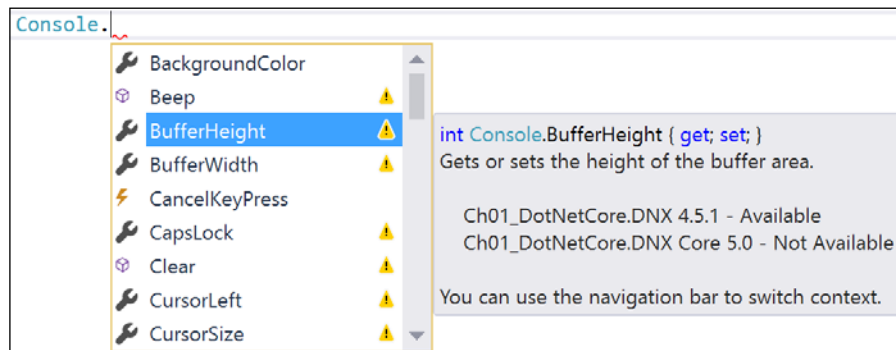 Console.
BackgroundColor
Beep
BufferHeight
BufferWidth
CancelKeyPress
CapsLock
Clear
CursorLeft
CursorSize
int Console.BufferHeight { get; set; }
Gets or sets the height of the buffer area.
Ch01_DotNetCore.DNX 4.5.1 - Available
Ch01_DotNetCore.DNX Core 5.0 - Not Available
You can use the navigation bar to switch context.